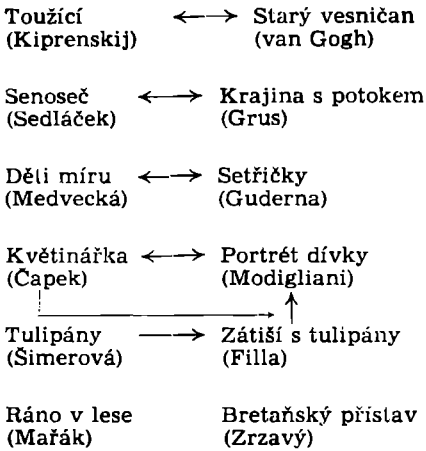 Toužící ⟷ Starý vesničan
(Kiprenskij) (van Gogh)
Senoseč ⟷ Krajina s potokem
(Sedláček) (Grus)
Děti míru ⟷ Setřičky
(Medvecká) (Guderna)
Květinářka ⟷ Portrét dívky
(Čapek) (Modigliani)
Tulipány ⟶ Zátiší s tulipány
(Šimerová) (Filla)
Ráno v lese Bretaňský přístav
(Mařák) (Zrzavý)